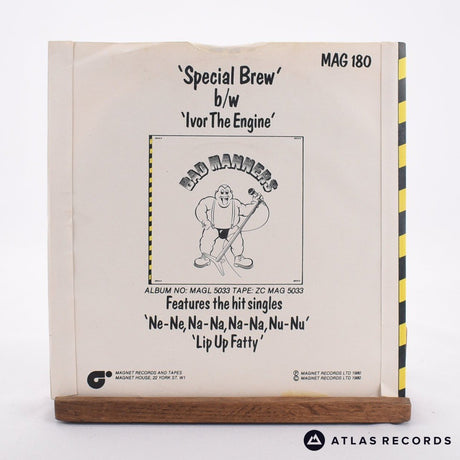 MAG 180
'Special Brew'
b/w
'Ivor The Engine'
BAD MANNERS
ALBUM NO: MAGL 5033 TAPE: ZC MAG 5033
Features the hit singles
'Ne-Ne, Na-Na, Na-Na, Nu-Nu'
'Lip Up Fatty'
MAGNET RECORDS AND TAPES
MAGNET HOUSE, 22 YORK ST. W1
Ⓟ MAGNET RECORDS LTD 1980
© MAGNET RECORDS LTD 1980
ATLAS RECORDS